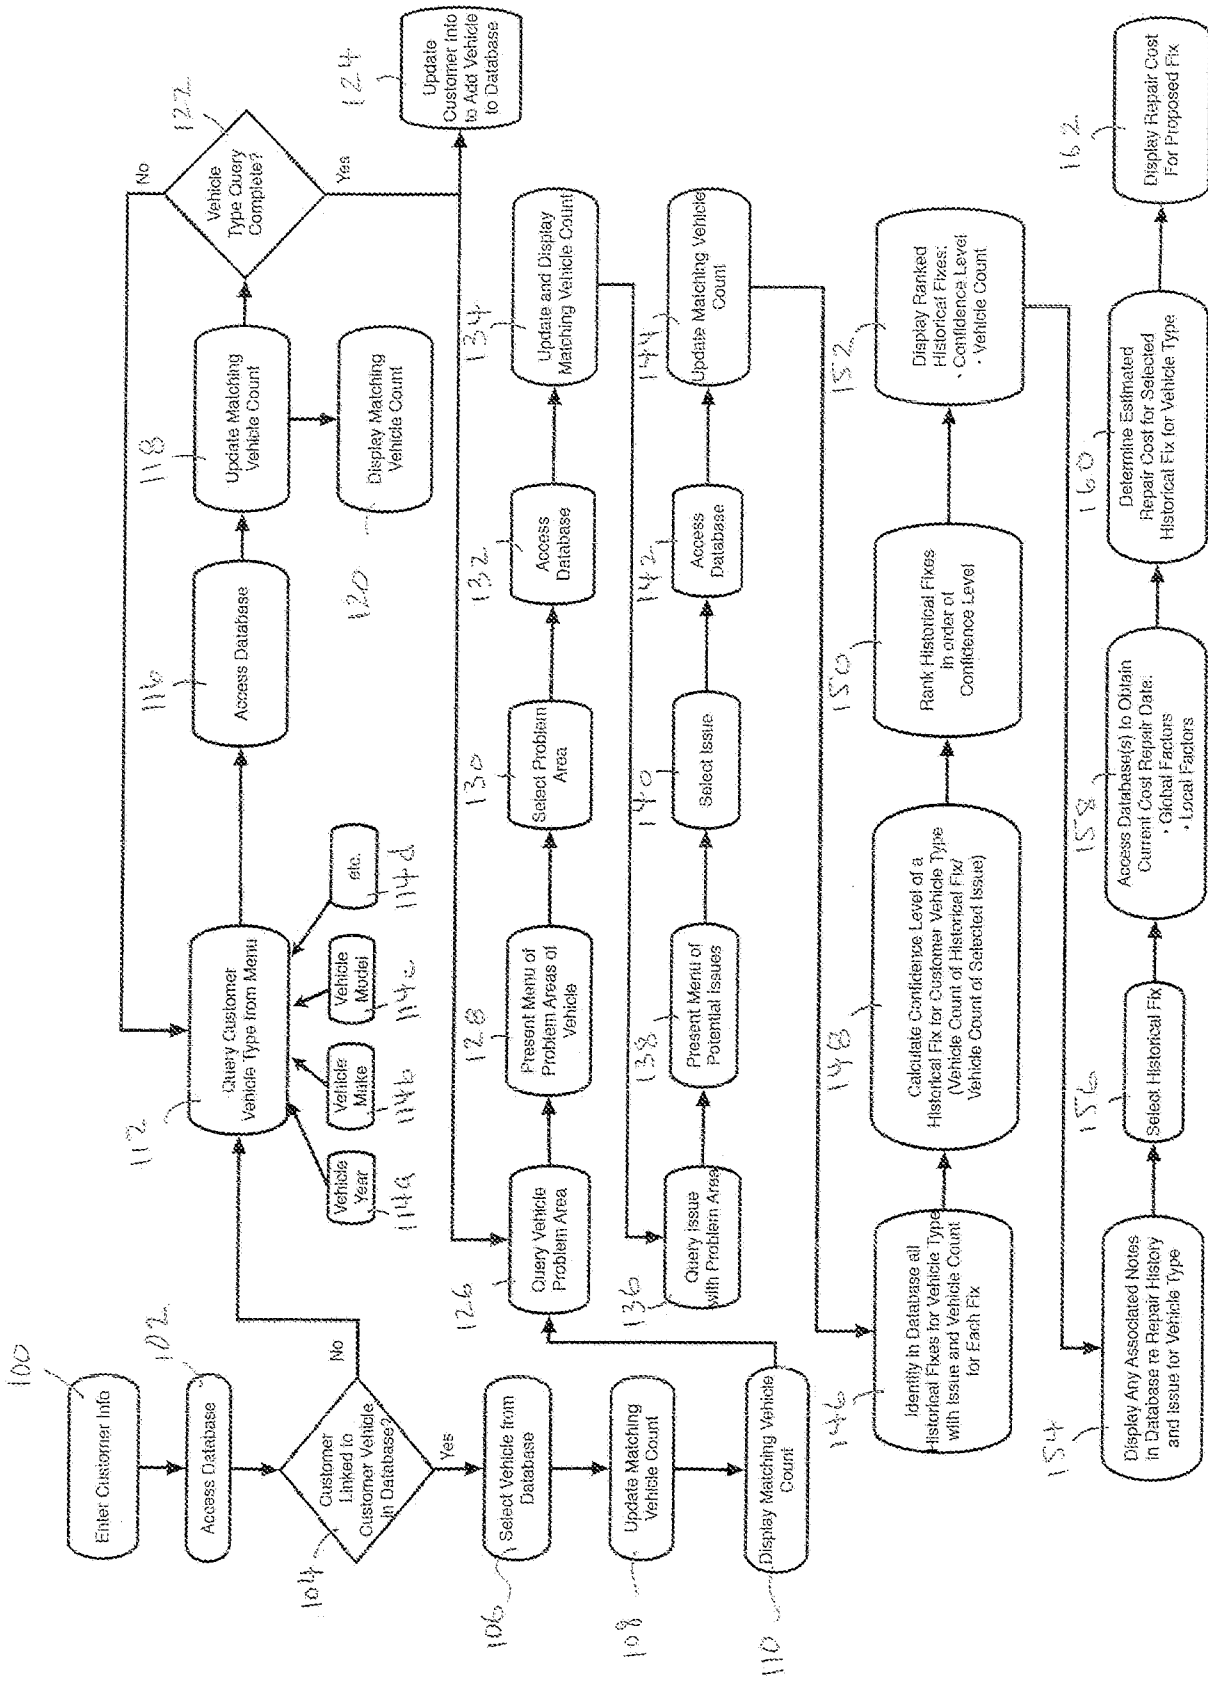 100
Enter Customer Info
102
Access Database
104
Customer
Linked to
Customer Vehicle
in Database?
No
Yes
106
Select Vehicle from
Database
108
Update Matching
Vehicle Count
110
Display Matching Vehicle
Count
112
Query Customer
Vehicle Type from Menu
Vehicle
Year
114a
Vehicle
Make
114b
Vehicle
Model
114c
etc.
114d
116
Access Database
118
Update Matching
Vehicle Count
120
Display Matching
Vehicle Count
122
Vehicle
Type Query
Complete?
No
Yes
124
Update
Customer Info
to Add Vehicle
to Database
126
Query Vehicle
Problem Area
128
Present Menu of
Problem Areas of
Vehicle
130
Select Problem
Area
132
Access
Database
134
Update and Display
Matching Vehicle Count
136
Query Issue
with Problem Area
138
Present Menu of
Potential Issues
140
Select Issue
142
Access
Database
144
Update Matching Vehicle
Count
146
Identity in Database all
Historical Fixes for Vehicle Type
with Issue and Vehicle Count
for Each Fix
148
Calculate Confidence Level of a
Historical Fix for Customer Vehicle Type
(Vehicle Count of Historical Fix/
Vehicle Count of Selected Issue)
150
Rank Historical Fixes
in order of
Confidence Level
152
Display Ranked
Historical Fixes:
· Confidence Level
· Vehicle Count
154
Display Any Associated Notes
in Database re Repair History
and Issue for Vehicle Type
156
Select Historical Fix
158
Access Database(s) to Obtain
Current Cost Repair Date:
· Global Factors
· Local Factors
160
Determine Estimated
Repair Cost for Selected
Historical Fix for Vehicle Type
162
Display Repair Cost
For Proposed Fix